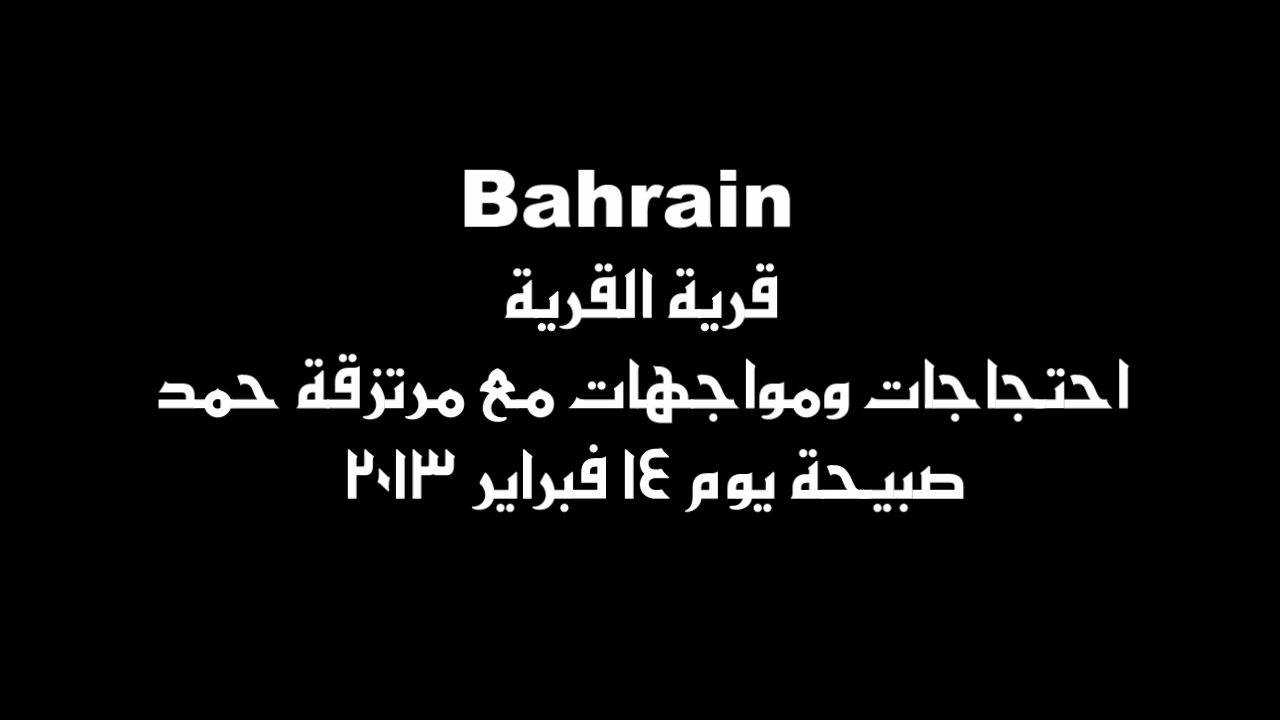 Bahrain
قرية القرية
احتجاجات ومواجهات مع مرتزقة حمد
صبيحة يوم ١٤ فبراير ٢٠١٣